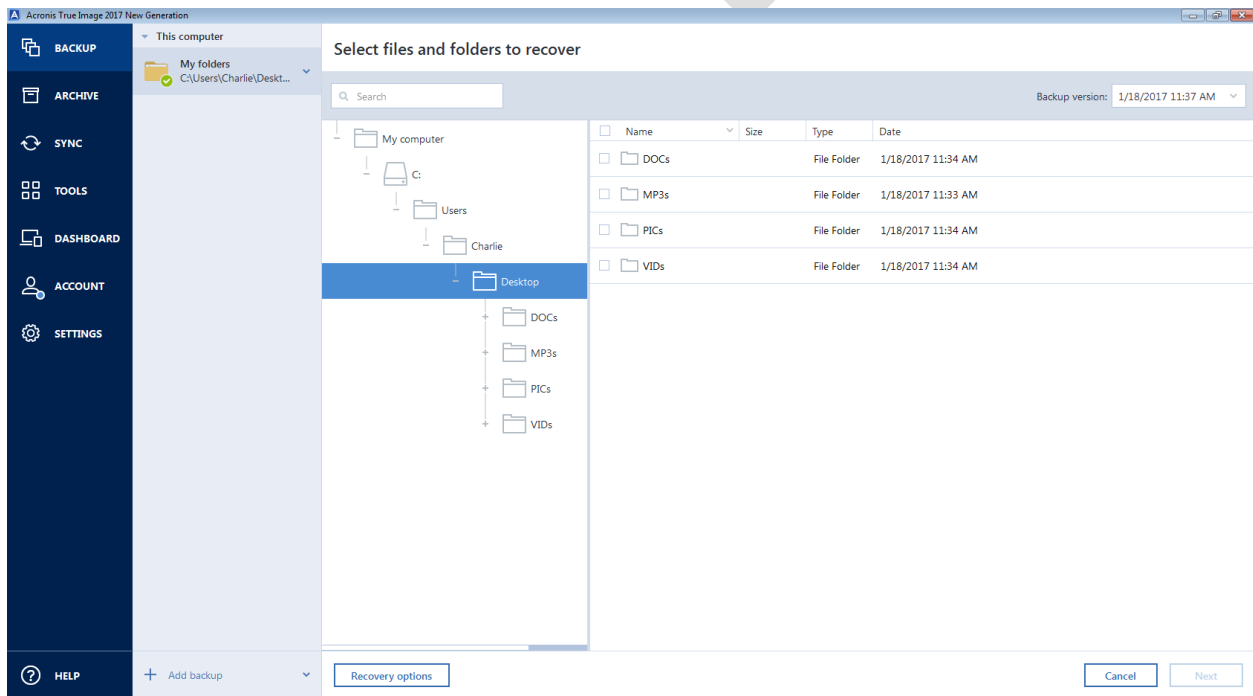 Acronis True Image 2017 New Generation
BACKUP
ARCHIVE
SYNC
TOOLS
DASHBOARD
ACCOUNT
SETTINGS
HELP
This computer
My folders
C:\Users\Charlie\Deskt...
Add backup
Select files and folders to recover
Search
Backup version: 1/18/2017 11:37 AM
My computer
C:
Users
Charlie
Desktop
DOCs
MP3s
PICs
VIDs
Name Size Type Date
DOCs File Folder 1/18/2017 11:34 AM
MP3s File Folder 1/18/2017 11:33 AM
PICs File Folder 1/18/2017 11:34 AM
VIDs File Folder 1/18/2017 11:34 AM
Recovery options Cancel Next